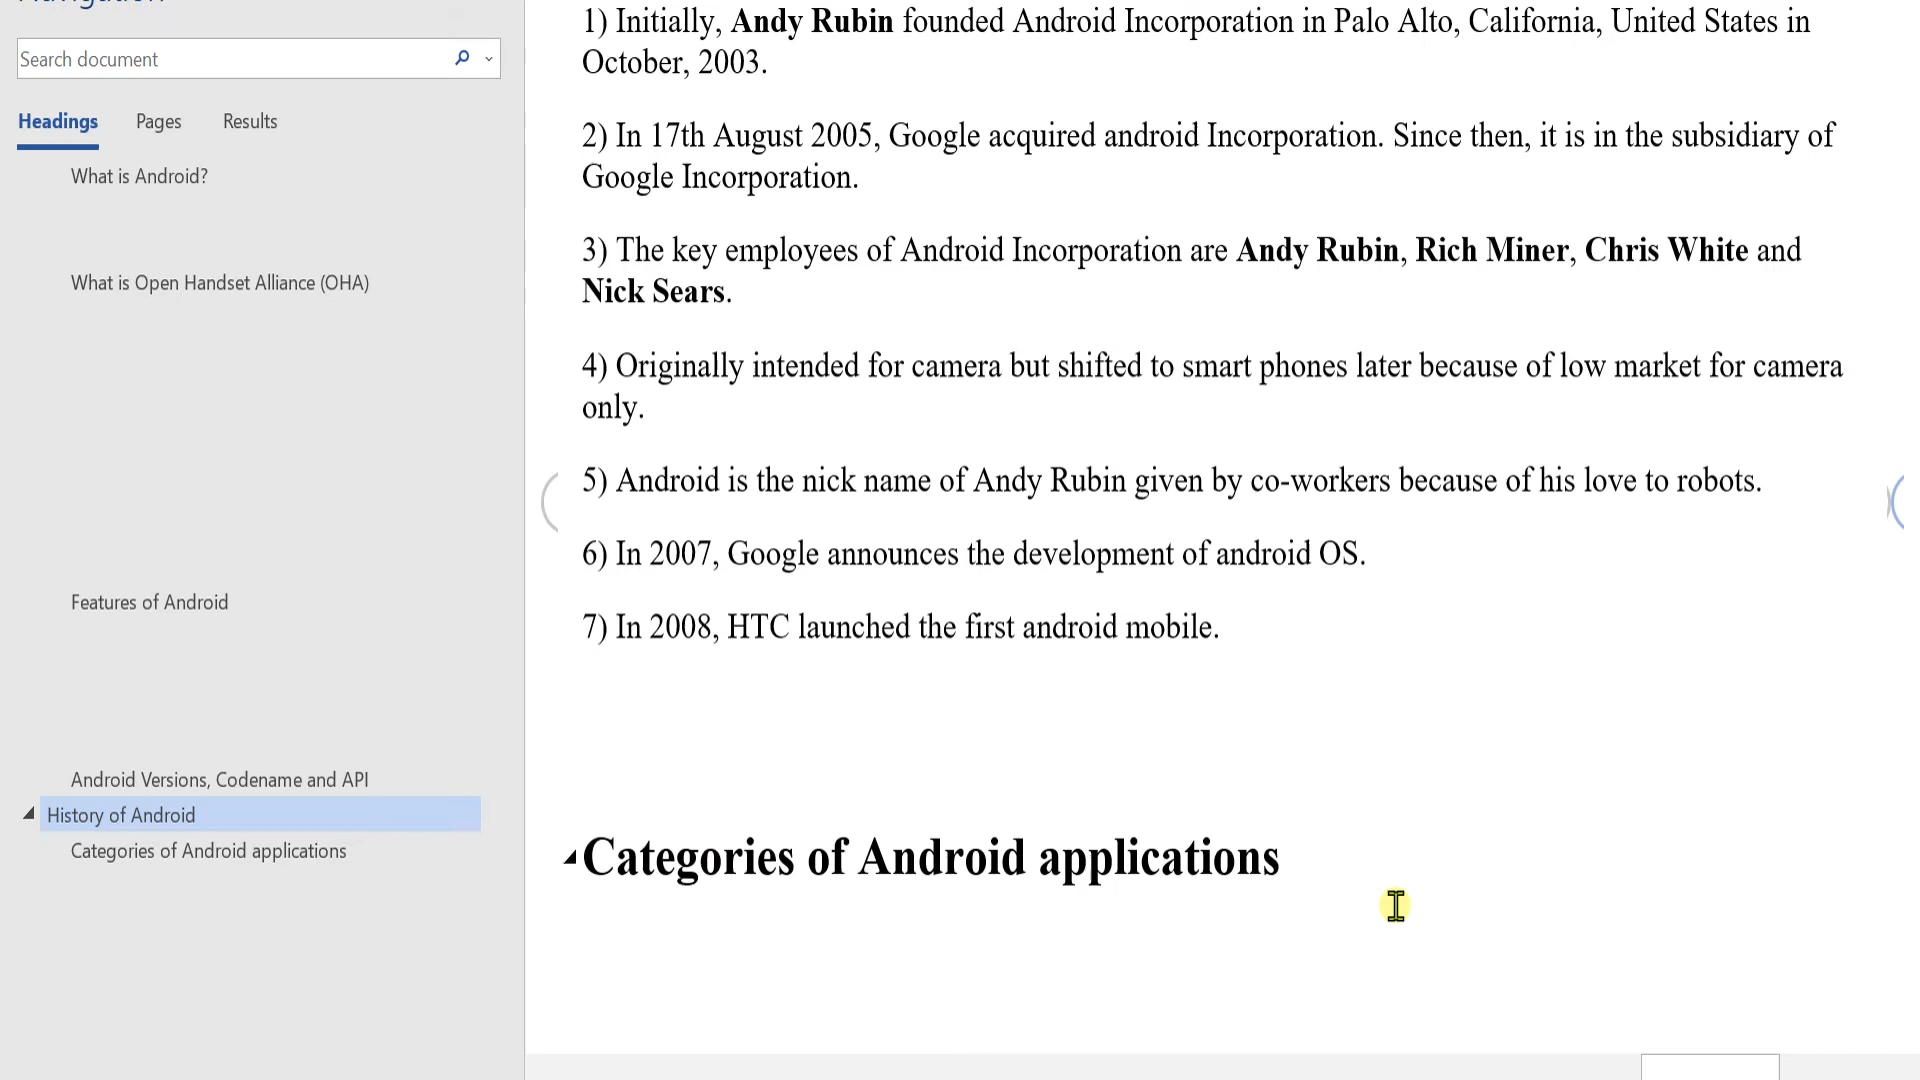 Search document
Headings Pages Results
What is Android?
What is Open Handset Alliance (OHA)
Features of Android
Android Versions, Codename and API
History of Android
Categories of Android applications
1) Initially, Andy Rubin founded Android Incorporation in Palo Alto, California, United States in
October, 2003.
2) In 17th August 2005, Google acquired android Incorporation. Since then, it is in the subsidiary of
Google Incorporation.
3) The key employees of Android Incorporation are Andy Rubin, Rich Miner, Chris White and
Nick Sears.
4) Originally intended for camera but shifted to smart phones later because of low market for camera
only.
5) Android is the nick name of Andy Rubin given by co-workers because of his love to robots.
6) In 2007, Google announces the development of android OS.
7) In 2008, HTC launched the first android mobile.
Categories of Android applications